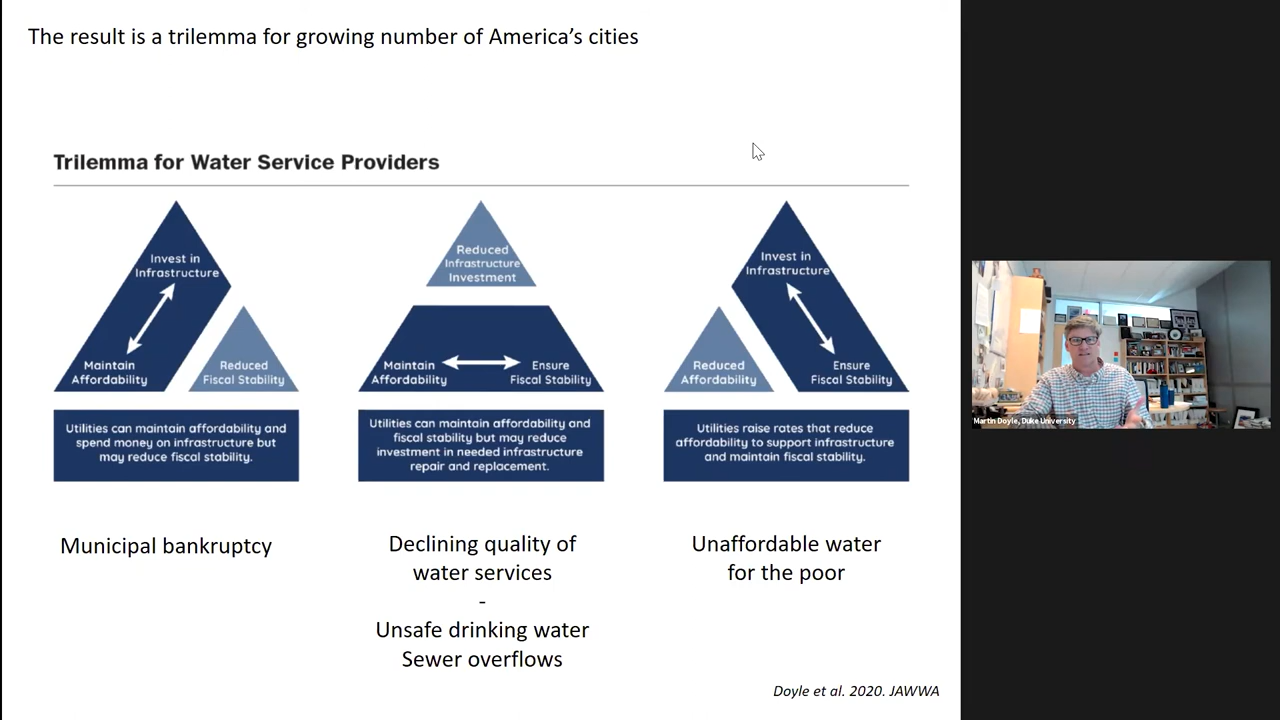 The result is a trilemma for growing number of America's cities
Trilemma for Water Service Providers
Invest in
Infrastructure
Maintain
Affordability
Reduced
Fiscal Stability
Utilities can maintain affordability and
spend money on infrastructure but
may reduce fiscal stability.
Municipal bankruptcy
Reduced
Infrastructure
Investment
Maintain
Affordability
Ensure
Fiscal Stability
Utilities can maintain affordability and
fiscal stability but may reduce
investment in needed infrastructure
repair and replacement.
Declining quality of
water services
-
Unsafe drinking water
Sewer overflows
Invest in
Infrastructure
Reduced
Affordability
Ensure
Fiscal Stability
Utilities raise rates that reduce
affordability to support infrastructure
and maintain fiscal stability.
Unaffordable water
for the poor
Doyle et al. 2020. JAWWA
Martin Doyle, Duke University